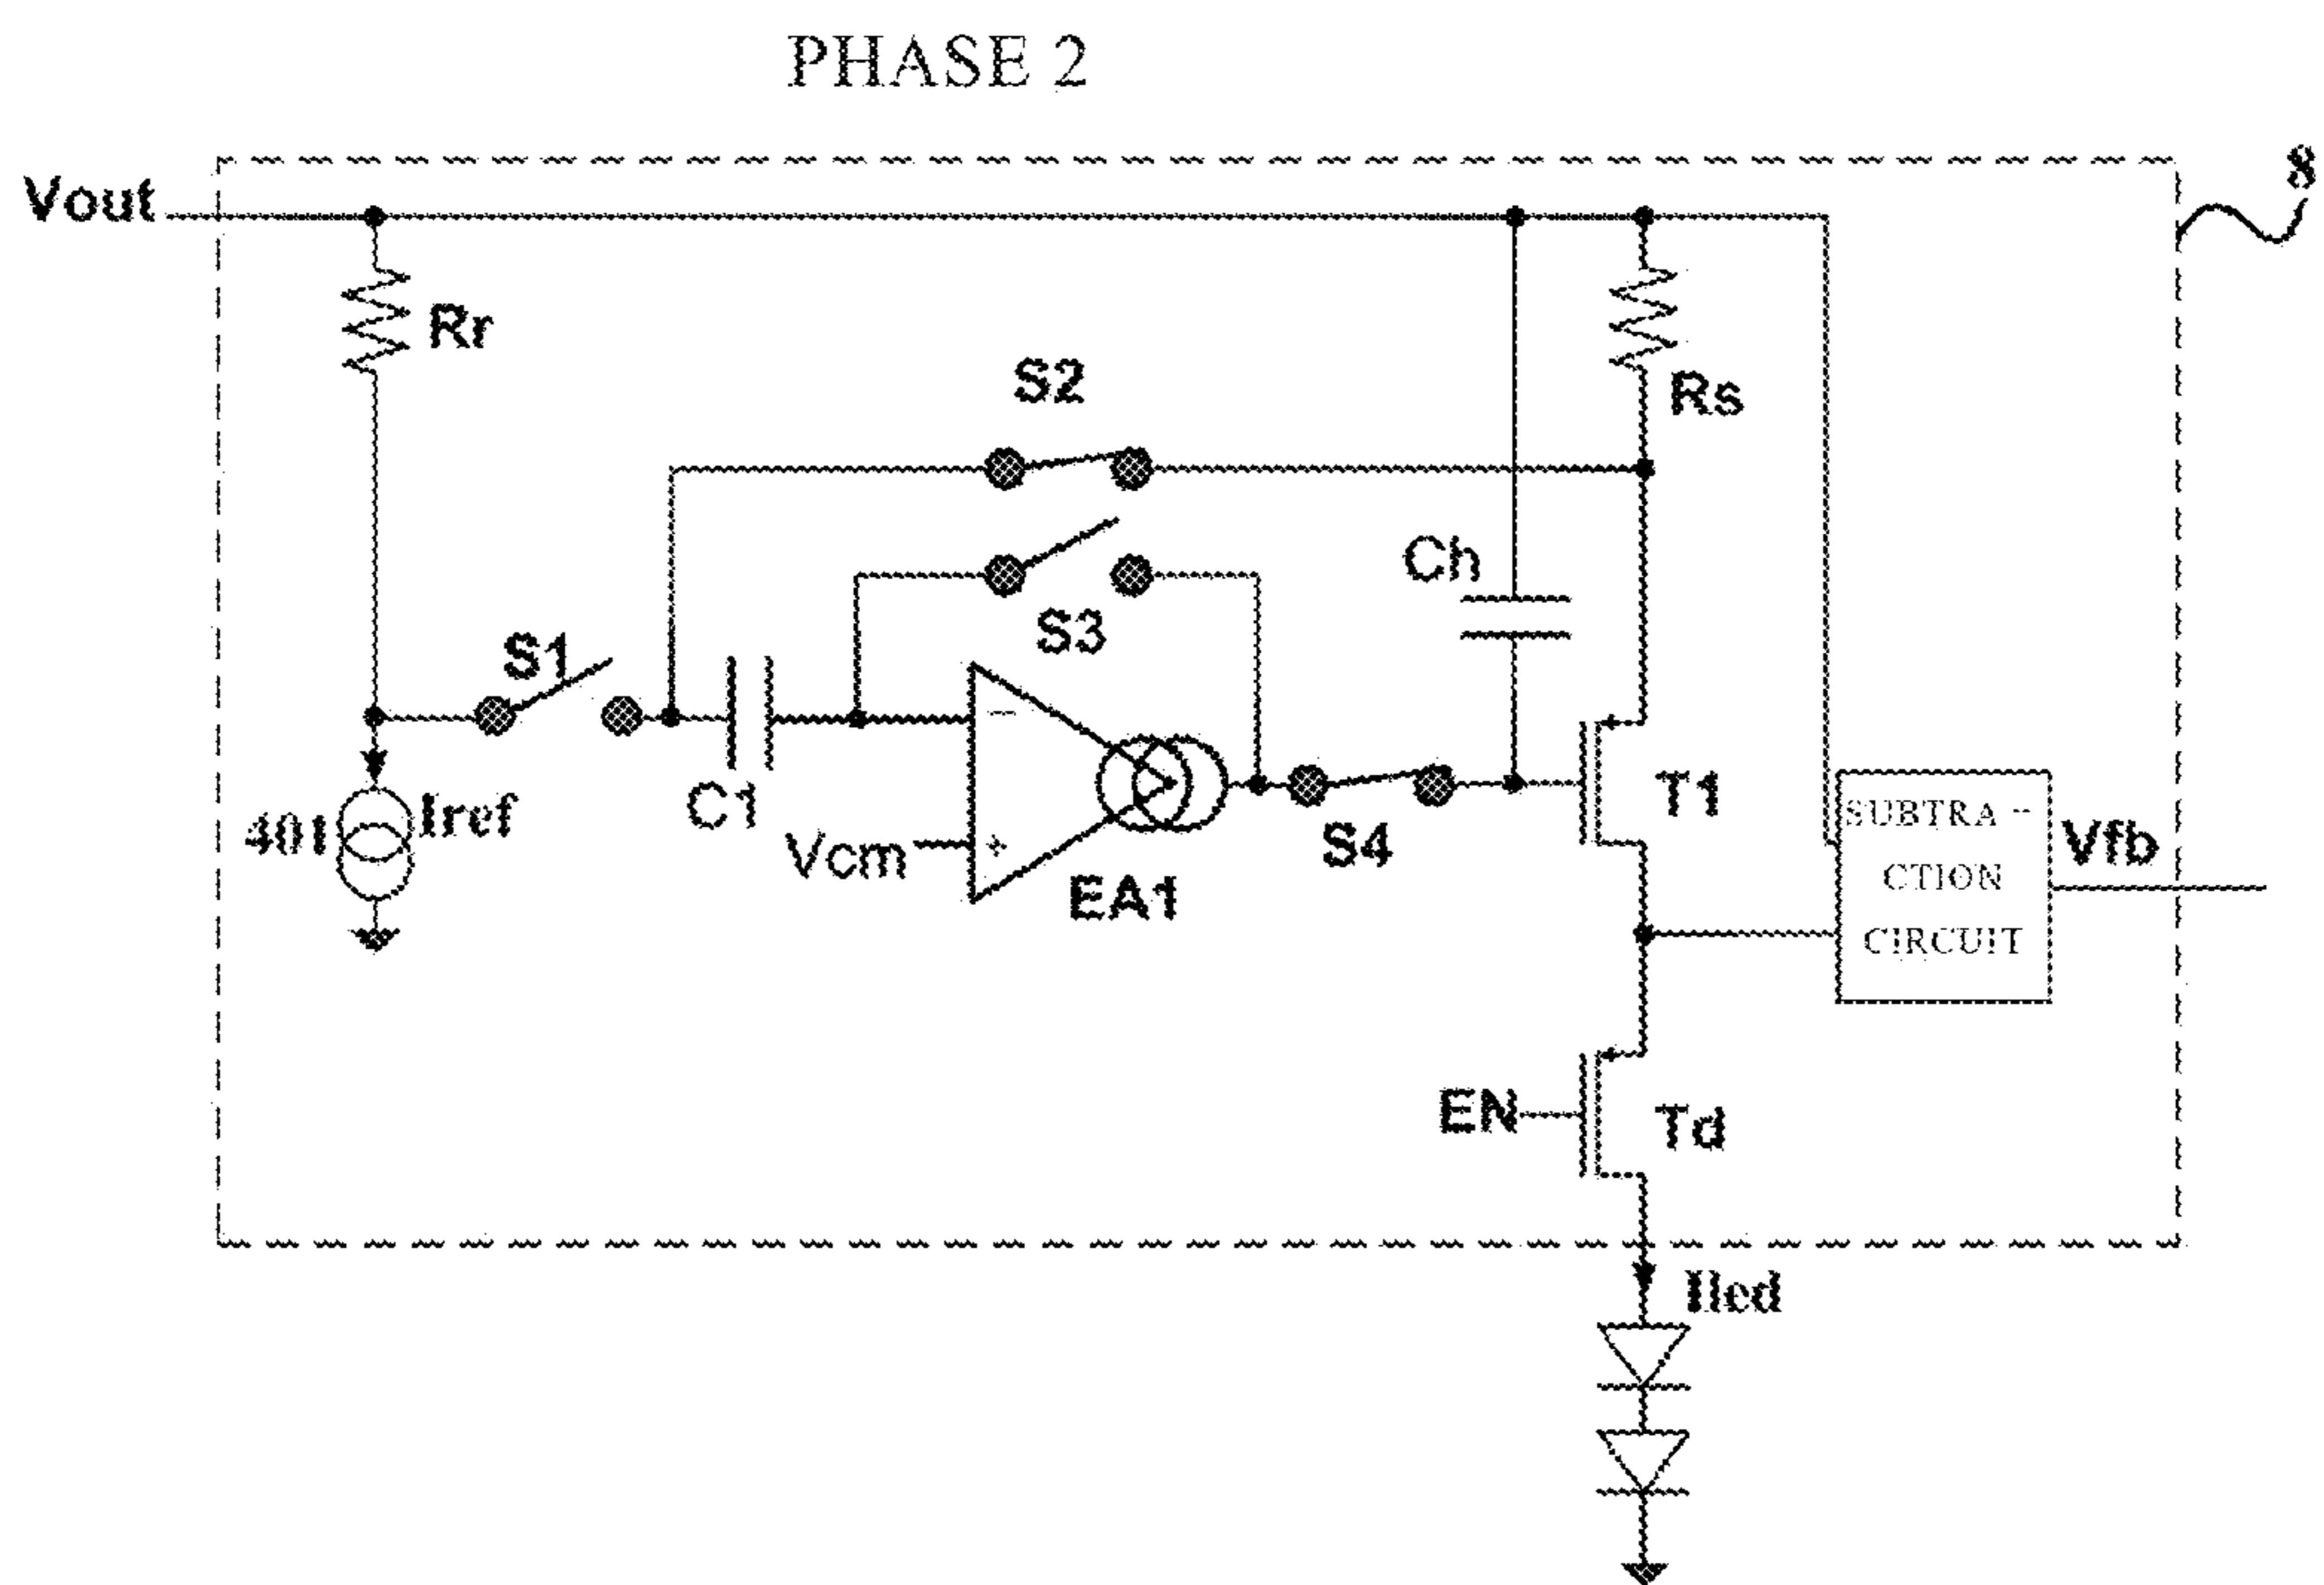 PHASE 2
Vout
8
Rr
Rs
S2
Ch
S3
S1
C1
T1
401
Iref
Vcm
−
+
EA1
S4
SUBTRA -
CTION
CIRCUIT
Vfb
EN
Td
Iled